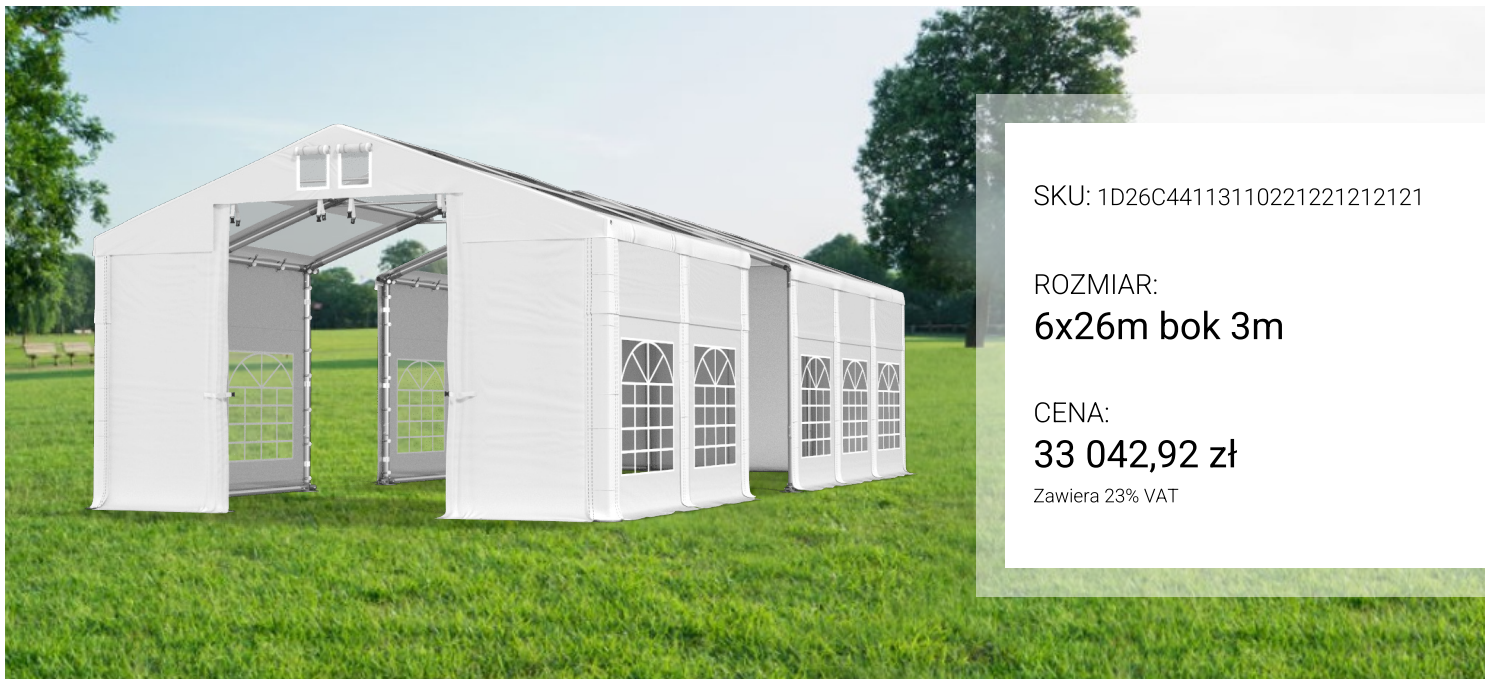 SKU: 1D26C44113110221221212121
ROZMIAR:
6x26m bok 3m
CENA:
33 042,92 zł
Zawiera 23% VAT